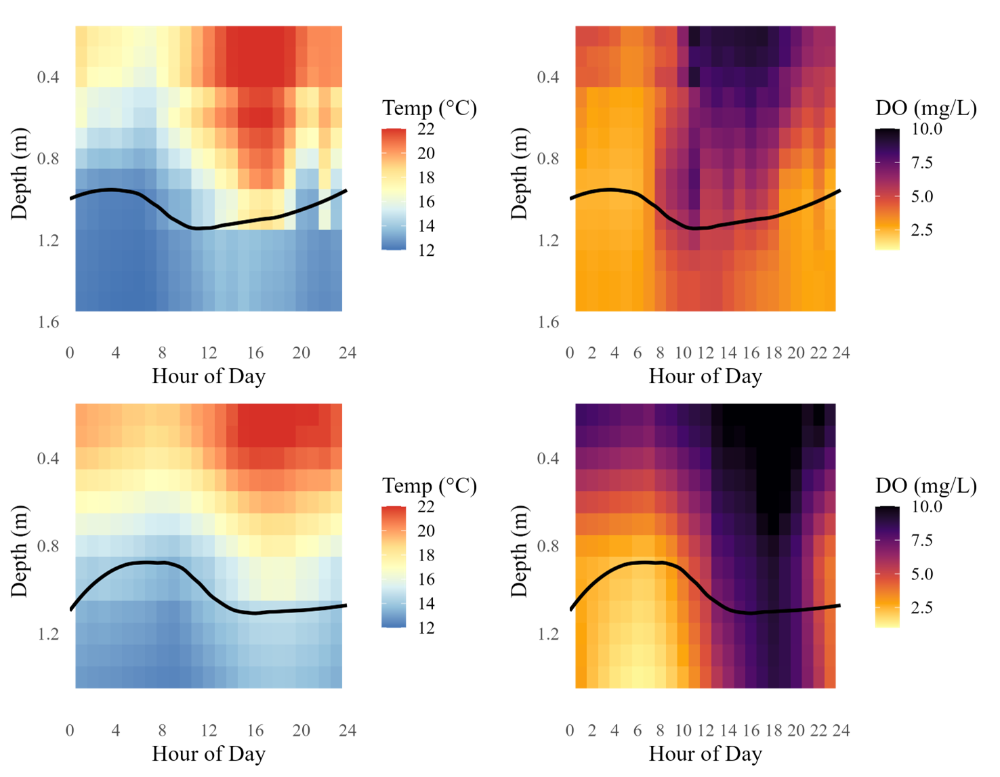 Depth (m)
0.4
0.8
1.2
1.6
0 4 8 12 16 20 24
Hour of Day
Temp (°C)
22
20
18
16
14
12
Depth (m)
0.4
0.8
1.2
1.6
0 2 4 6 8 10 12 14 16 18 20 22 24
Hour of Day
DO (mg/L)
10.0
7.5
5.0
2.5
Depth (m)
0.4
0.8
1.2
0 4 8 12 16 20 24
Hour of Day
Temp (°C)
22
20
18
16
14
12
Depth (m)
0.4
0.8
1.2
0 2 4 6 8 10 12 14 16 18 20 22 24
Hour of Day
DO (mg/L)
10.0
7.5
5.0
2.5